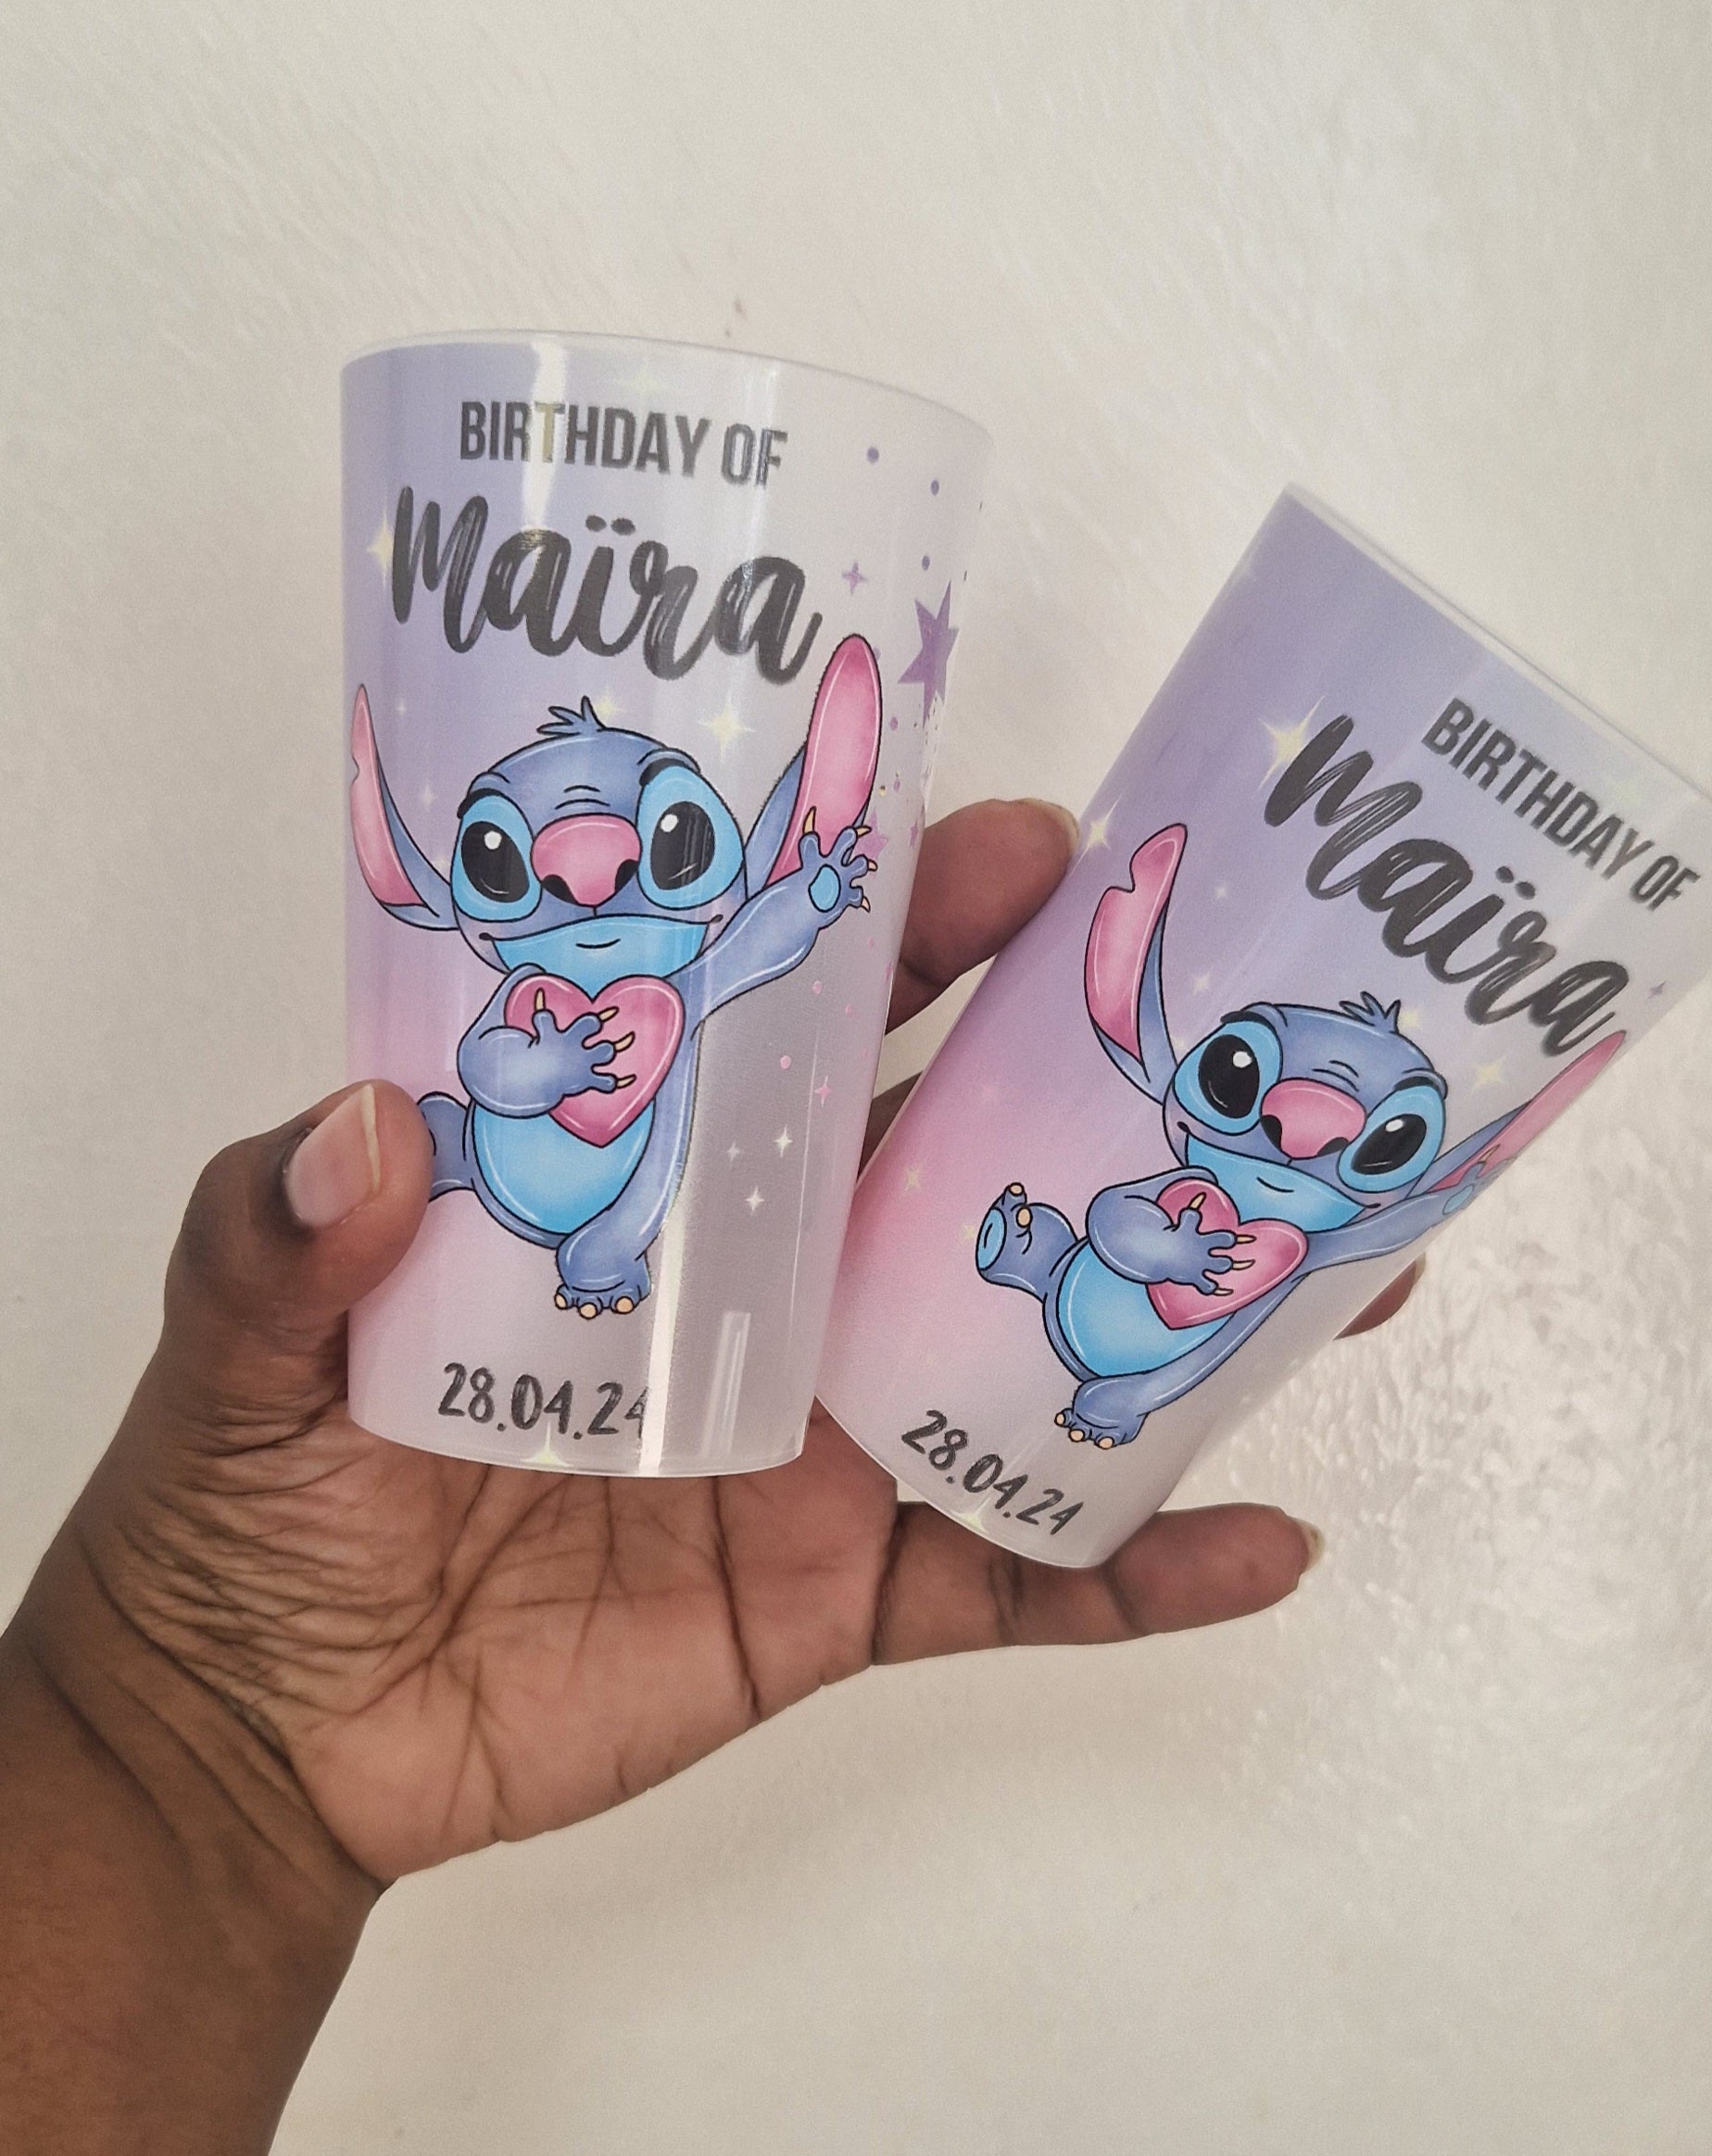 BIRTHDAY OF
Maïra
28.04.24
BIRTHDAY OF
Maïra
28.04.24